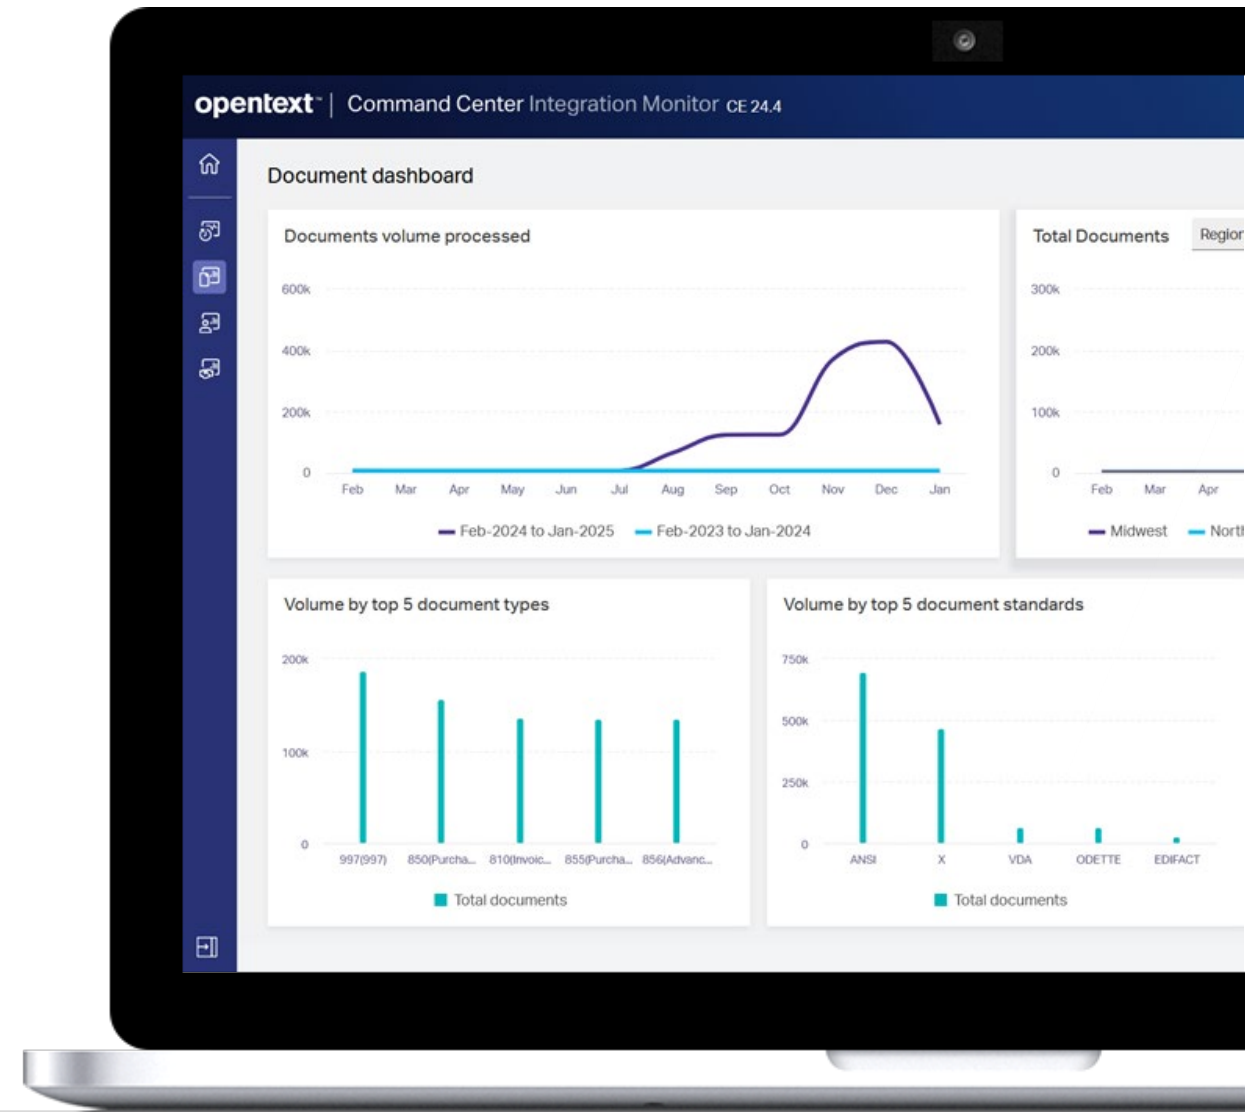 opentext™ | Command Center Integration Monitor CE 24.4
Document dashboard
Documents volume processed
600k
400k
200k
0
Feb Mar Apr May Jun Jul Aug Sep Oct Nov Dec Jan
Feb-2024 to Jan-2025 Feb-2023 to Jan-2024
Total Documents Region
300k
200k
100k
0
Feb Mar Apr
Midwest North
Volume by top 5 document types
200k
100k
0
997(997) 850(Purcha... 810(Invoic... 855(Purcha... 856(Advanc...
Total documents
Volume by top 5 document standards
750k
500k
250k
0
ANSI X VDA ODETTE EDIFACT
Total documents